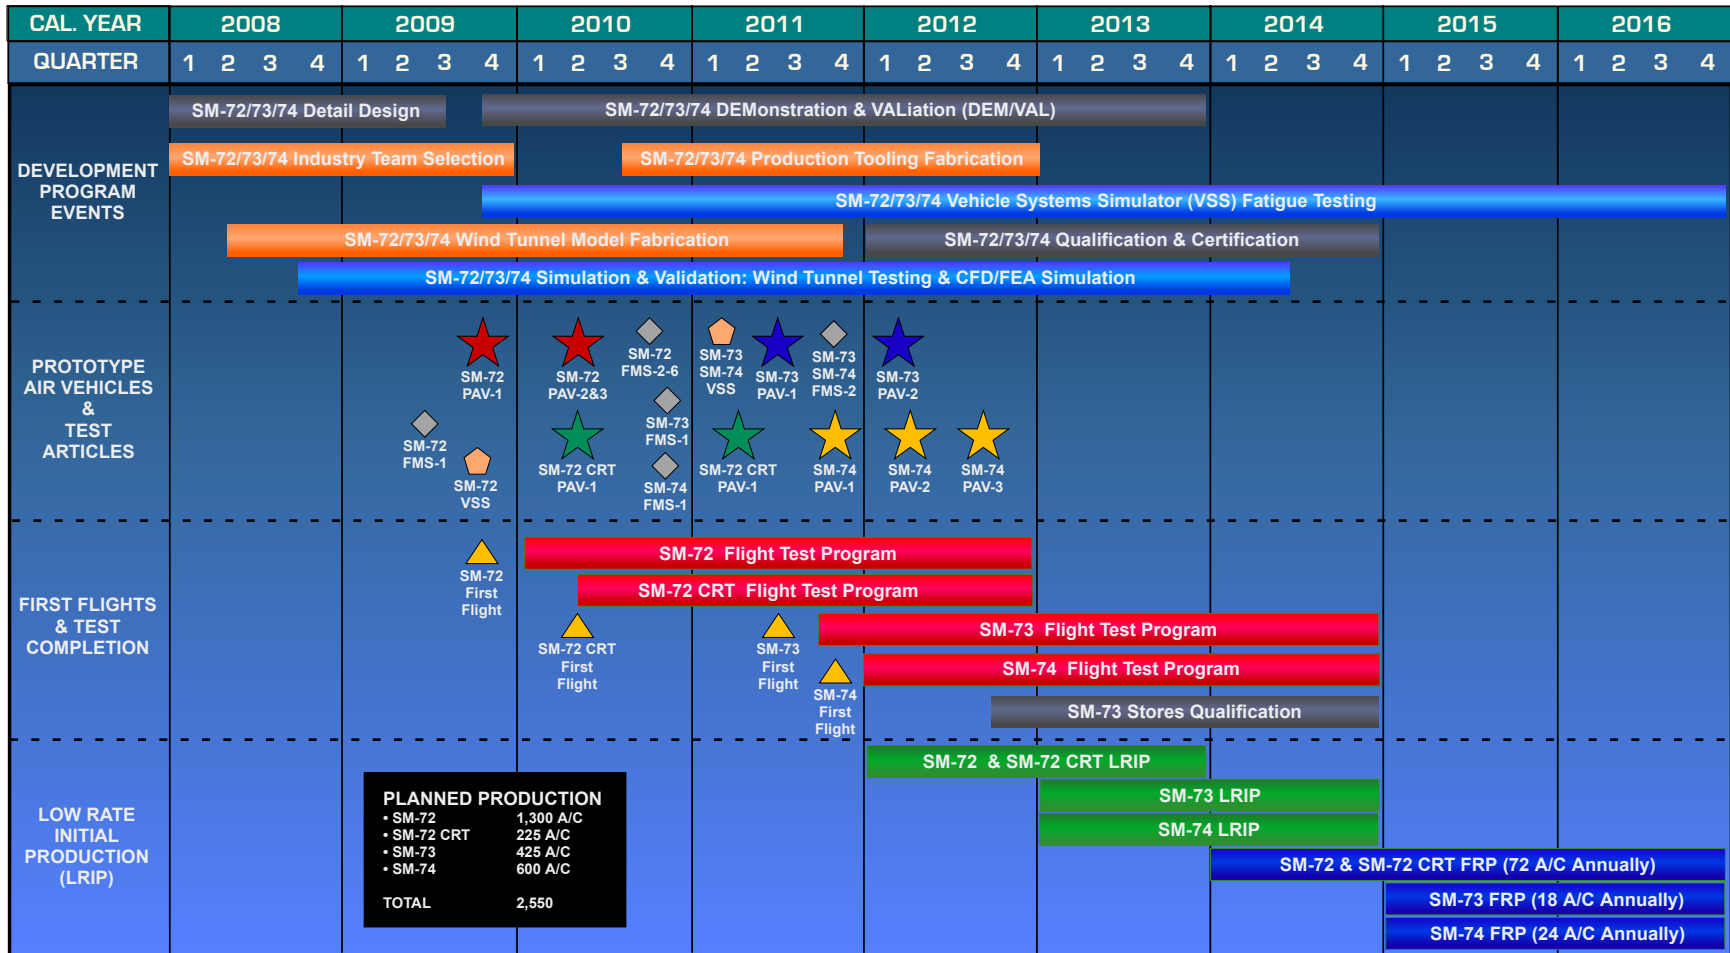 CAL. YEAR 2008 2009 2010 2011 2012 2013 2014 2015 2016
QUARTER 1 2 3 4 1 2 3 4 1 2 3 4 1 2 3 4 1 2 3 4 1 2 3 4 1 2 3 4 1 2 3 4 1 2 3 4
DEVELOPMENT
PROGRAM
EVENTS
SM-72/73/74 Detail Design
SM-72/73/74 DEMonstration & VALiation (DEM/VAL)
SM-72/73/74 Industry Team Selection
SM-72/73/74 Production Tooling Fabrication
SM-72/73/74 Vehicle Systems Simulator (VSS) Fatigue Testing
SM-72/73/74 Wind Tunnel Model Fabrication
SM-72/73/74 Qualification & Certification
SM-72/73/74 Simulation & Validation: Wind Tunnel Testing & CFD/FEA Simulation
PROTOTYPE
AIR VEHICLES
&
TEST
ARTICLES
SM-72
PAV-1
SM-72
PAV-2&3
SM-72
FMS-2-6
SM-73
SM-74
VSS
SM-73
PAV-1
SM-73
SM-74
FMS-2
SM-73
PAV-2
SM-72
FMS-1
SM-72
VSS
SM-72 CRT
PAV-1
SM-73
FMS-1
SM-74
FMS-1
SM-72 CRT
PAV-1
SM-74
PAV-1
SM-74
PAV-2
SM-74
PAV-3
FIRST FLIGHTS
& TEST
COMPLETION
SM-72
First
Flight
SM-72 Flight Test Program
SM-72 CRT Flight Test Program
SM-72 CRT
First
Flight
SM-73
First
Flight
SM-73 Flight Test Program
SM-74
First
Flight
SM-74 Flight Test Program
SM-73 Stores Qualification
LOW RATE
INITIAL
PRODUCTION
(LRIP)
SM-72 & SM-72 CRT LRIP
SM-73 LRIP
SM-74 LRIP
SM-72 & SM-72 CRT FRP (72 A/C Annually)
SM-73 FRP (18 A/C Annually)
SM-74 FRP (24 A/C Annually)
PLANNED PRODUCTION
• SM-72 1,300 A/C
• SM-72 CRT 225 A/C
• SM-73 425 A/C
• SM-74 600 A/C
TOTAL 2,550